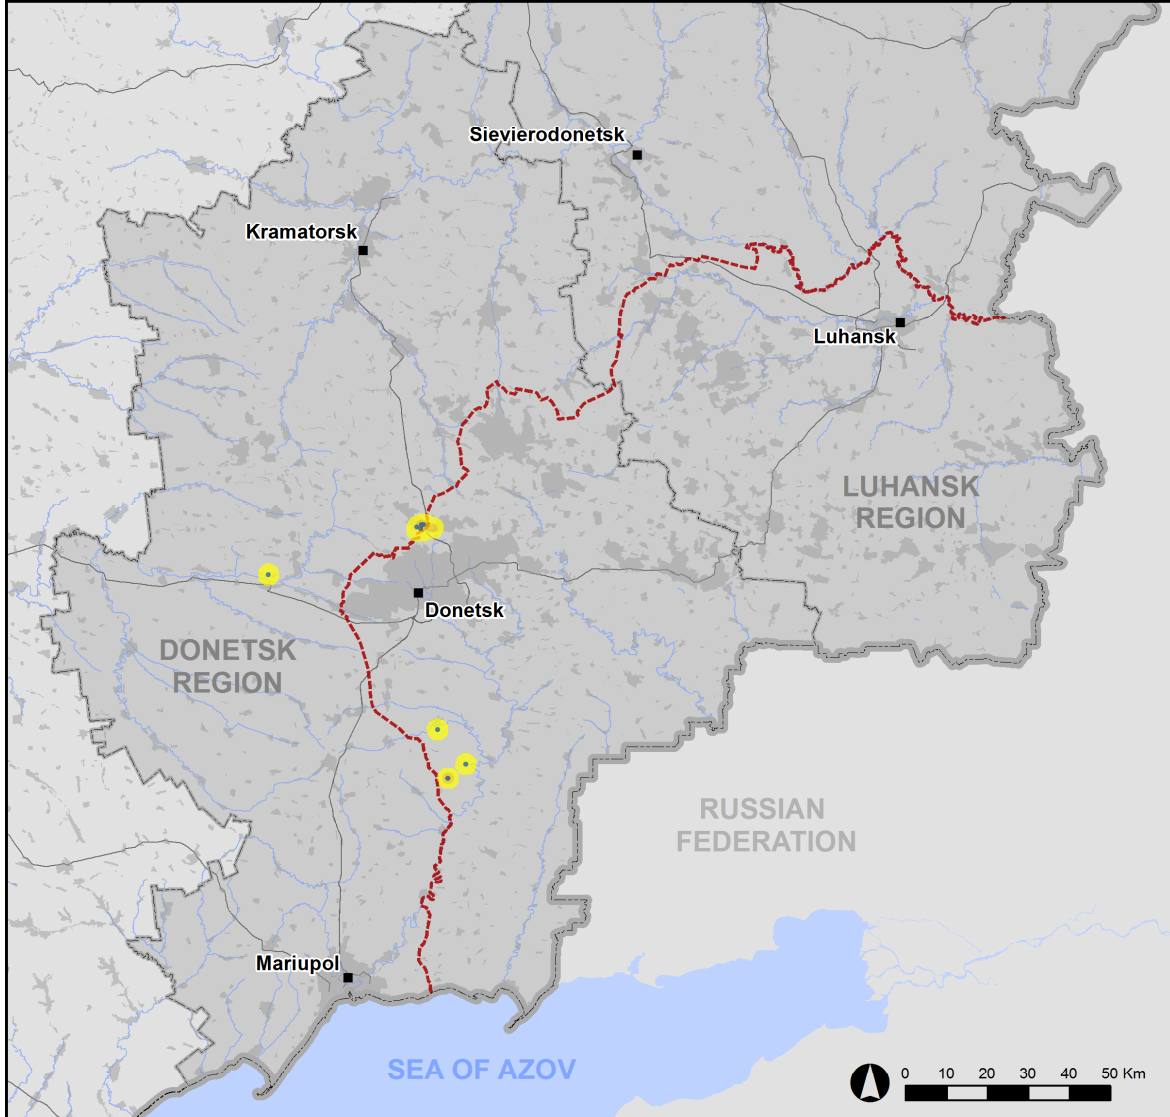 Sievierodonetsk
Kramatorsk
Luhansk
LUHANSK
REGION
Donetsk
DONETSK
REGION
RUSSIAN
FEDERATION
Mariupol
SEA OF AZOV
0 10 20 30 40 50 Km